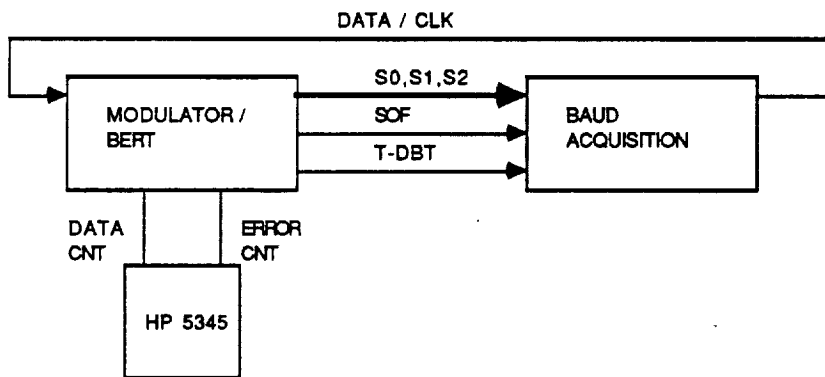 DATA / CLK
S0,S1,S2
MODULATOR /
BERT
SOF
BAUD
ACQUISITION
T-DBT
DATA
CNT
ERROR
CNT
HP 5345